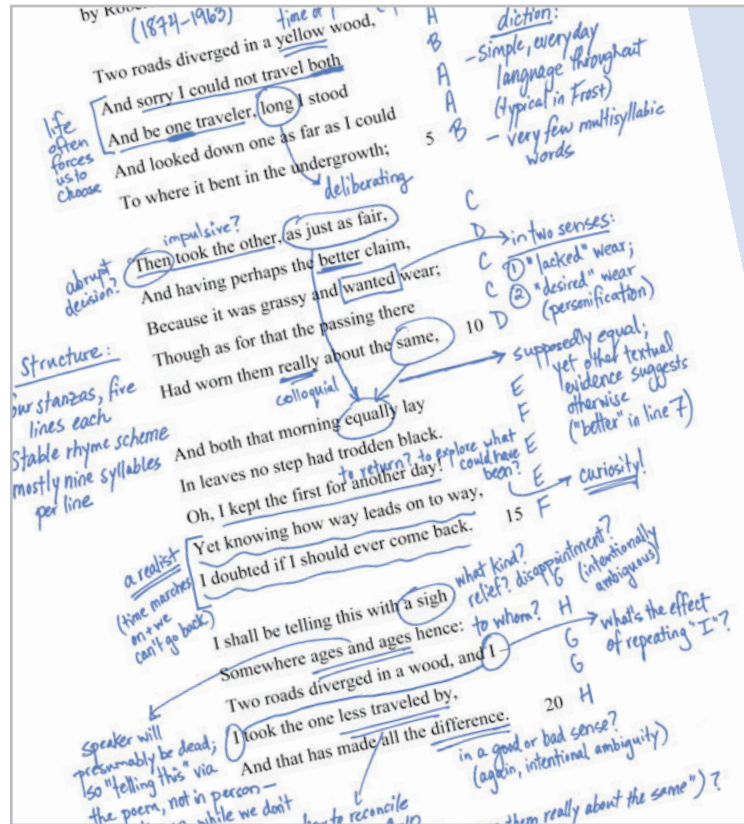 by
(1874–1963)
time of
Two roads diverged in a yellow wood,
And sorry I could not travel both
And be one traveler, long I stood
And looked down one as far as I could
To where it bent in the undergrowth;
5
A
B
A
A
B
diction:
-simple, everyday
language throughout
(typical in Frost)
- very few multisyllabic
words
life
often
forces
us to
choose
deliberating
impulsive?
abrupt
decision?
Then took the other, as just as fair,
And having perhaps the better claim,
Because it was grassy and wanted wear;
Though as for that the passing there
Had worn them really about the same,
10
C
D
C
C
D
in two senses:
① "lacked" wear;
② "desired" wear
(personification)
colloquial
supposedly equal;
yet other textual
evidence suggests
otherwise
("better" in line 7)
Structure:
stanzas, five
lines each
Stable rhyme scheme
mostly nine syllables
per line
And both that morning equally lay
In leaves no step had trodden black.
Oh, I kept the first for another day!
Yet knowing how way leads on to way,
I doubted if I should ever come back.
15
E
F
E
E
F
to return? to explore what
could have
been?
curiosity!
a realist
(time marches
on + we
can't go back)
I shall be telling this with a sigh
Somewhere ages and ages hence:
Two roads diverged in a wood, and I—
I took the one less traveled by,
And that has made all the difference.
20
G
H
G
G
H
what kind?
relief? disappointment?
(intentionally
ambiguous)
to whom?
what's the effect
of repeating "I"?
speaker will
presumably be dead;
so "telling this" via
the poem, not in person—
while we don't
in a good or bad sense?
(again, intentional ambiguity)
to reconcile
them really about the same")?